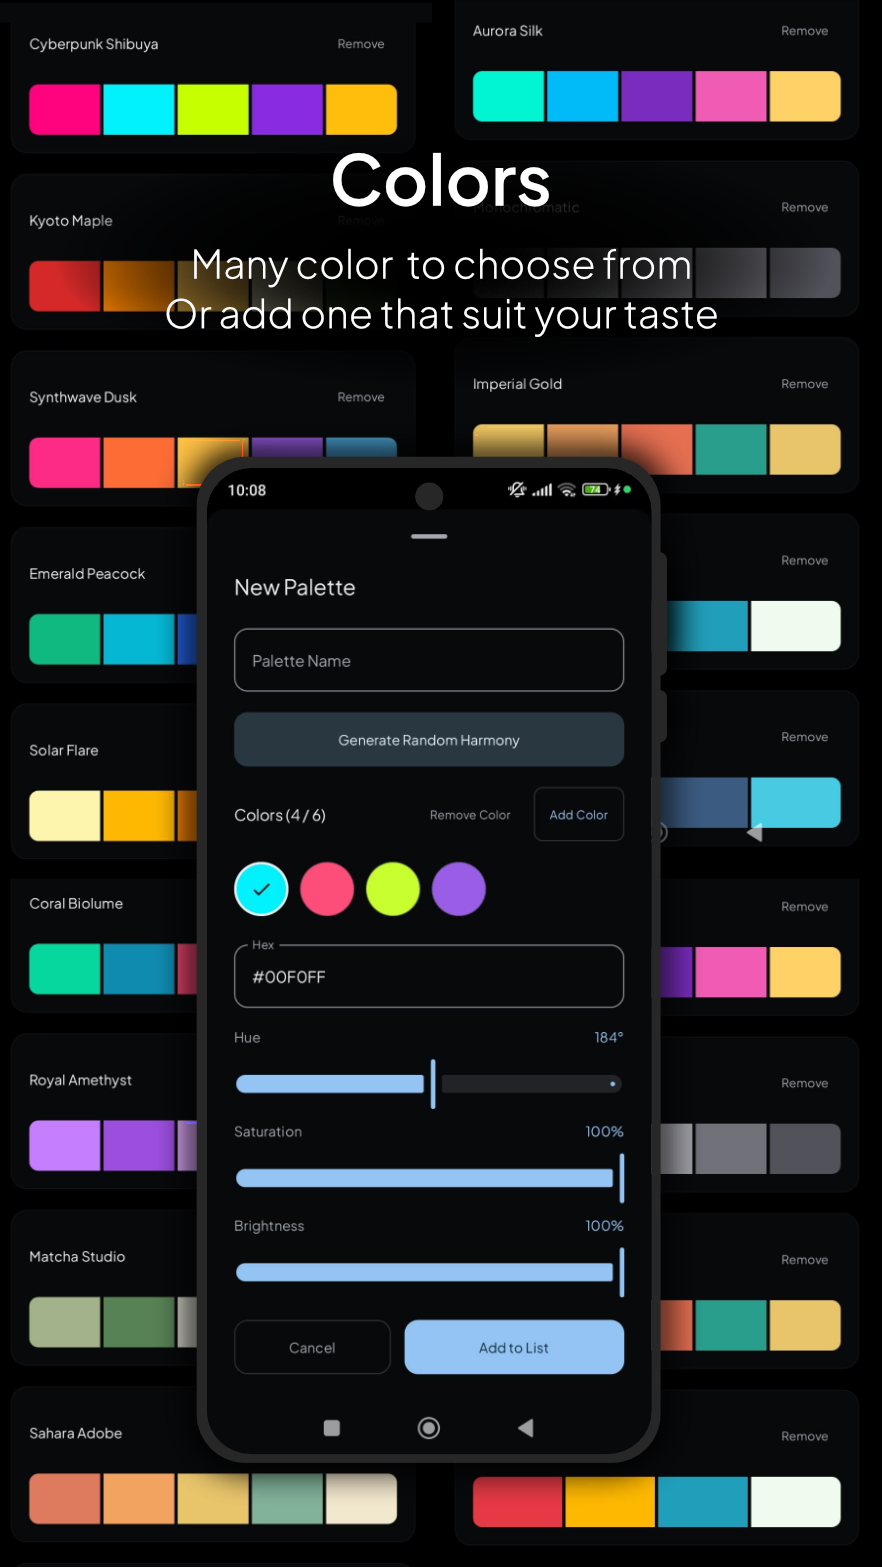 Cyberpunk Shibuya
Remove
Aurora Silk
Remove
Colors
Many color to choose from
Or add one that suit your taste
Kyoto Maple
Remove
Monochromatic
Remove
Synthwave Dusk
Remove
Imperial Gold
Remove
Emerald Peacock
Remove
Solar Flare
Remove
Coral Biolume
Remove
Royal Amethyst
Remove
Matcha Studio
Remove
Sahara Adobe
Remove
10:08
74
New Palette
Palette Name
Generate Random Harmony
Colors (4 / 6)
Remove Color
Add Color
Hex
#00F0FF
Hue
184°
Saturation
100%
Brightness
100%
Cancel
Add to List